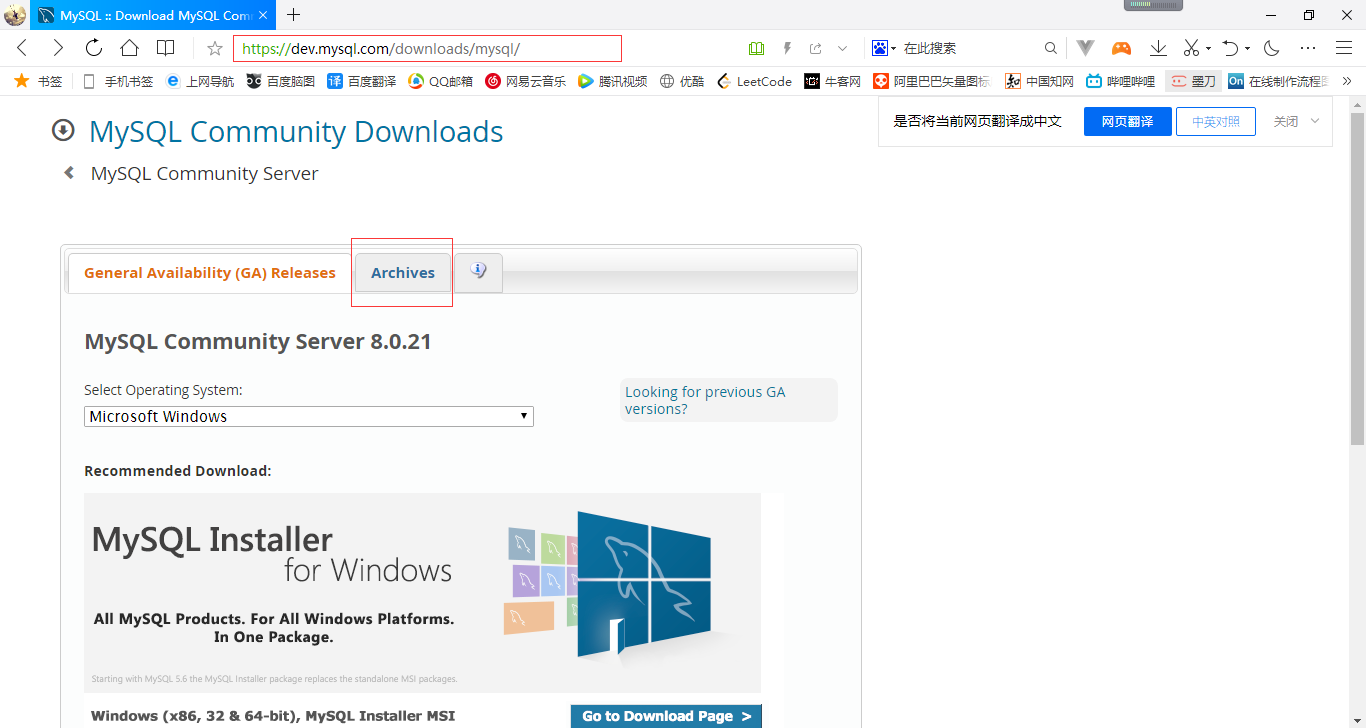 MySQL :: Download MySQL Com
https://dev.mysql.com/downloads/mysql/
在此搜索
书签 手机书签 上网导航 百度脑图 百度翻译 QQ邮箱 网易云音乐 腾讯视频 优酷 LeetCode 牛客网 阿里巴巴矢量图标 中国知网 哔哩哔哩 墨刀 On 在线制作流程图
MySQL Community Downloads
是否将当前网页翻译成中文 网页翻译 中英对照 关闭
MySQL Community Server
General Availability (GA) Releases Archives
MySQL Community Server 8.0.21
Select Operating System:
Microsoft Windows
Looking for previous GA
versions?
Recommended Download:
MySQL Installer
for Windows
All MySQL Products. For All Windows Platforms.
In One Package.
Starting with MySQL 5.6 the MySQL Installer package replaces the standalone MSI packages.
Windows (x86, 32 & 64-bit), MySQL Installer MSI
Go to Download Page >